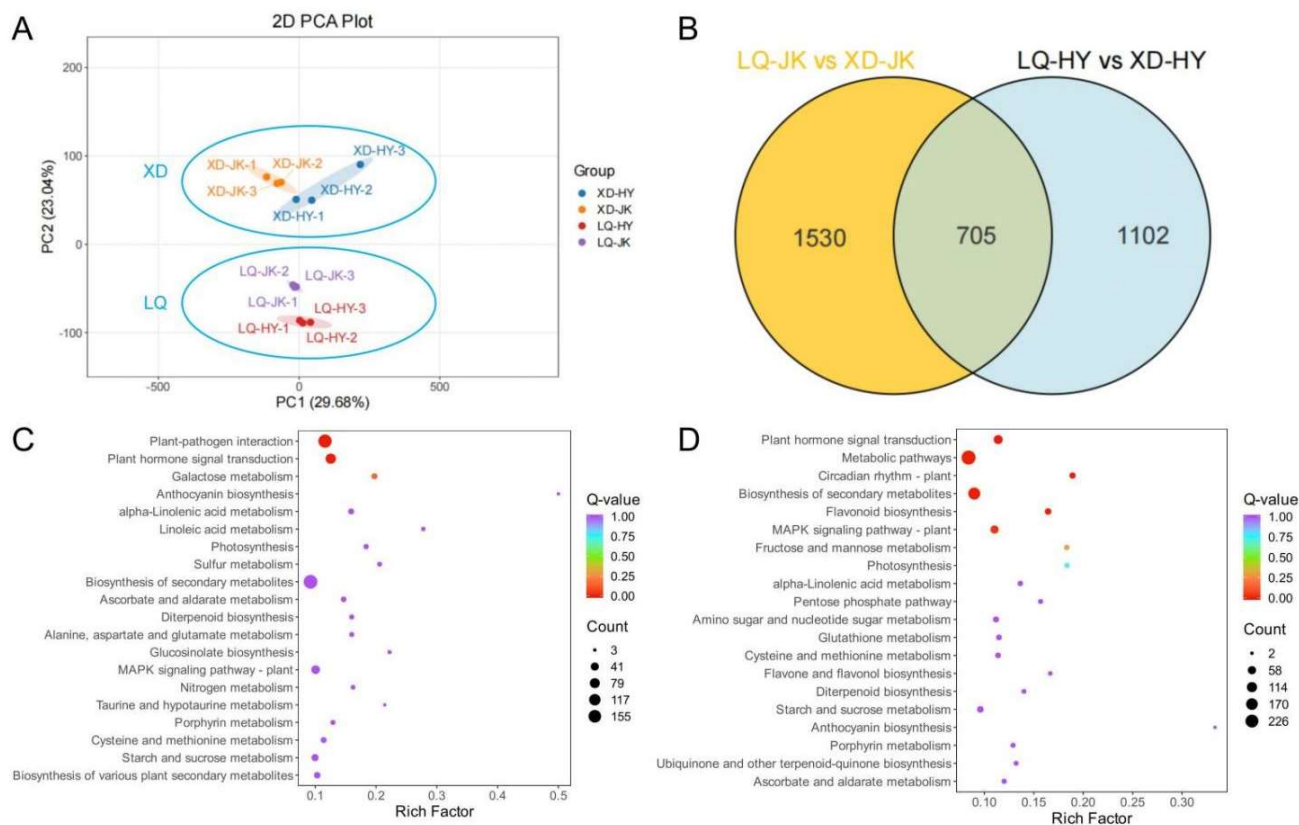 A
2D PCA Plot
200
100
0
-100
-500
0
500
PC2 (23.04%)
PC1 (29.68%)
XD
LQ
XD-JK-1
XD-JK-2
XD-JK-3
XD-HY-3
XD-HY-2
XD-HY-1
LQ-JK-2
LQ-JK-3
LQ-JK-1
LQ-HY-3
LQ-HY-1
LQ-HY-2
Group
XD-HY
XD-JK
LQ-HY
LQ-JK
B
LQ-JK vs XD-JK
LQ-HY vs XD-HY
1530
705
1102
C
Plant-pathogen interaction
Plant hormone signal transduction
Galactose metabolism
Anthocyanin biosynthesis
alpha-Linolenic acid metabolism
Linoleic acid metabolism
Photosynthesis
Sulfur metabolism
Biosynthesis of secondary metabolites
Ascorbate and aldarate metabolism
Diterpenoid biosynthesis
Alanine, aspartate and glutamate metabolism
Glucosinolate biosynthesis
MAPK signaling pathway - plant
Nitrogen metabolism
Taurine and hypotaurine metabolism
Porphyrin metabolism
Cysteine and methionine metabolism
Starch and sucrose metabolism
Biosynthesis of various plant secondary metabolites
0.1
0.2
0.3
0.4
0.5
Rich Factor
Q-value
1.00
0.75
0.50
0.25
0.00
Count
3
41
79
117
155
D
Plant hormone signal transduction
Metabolic pathways
Circadian rhythm - plant
Biosynthesis of secondary metabolites
Flavonoid biosynthesis
MAPK signaling pathway - plant
Fructose and mannose metabolism
Photosynthesis
alpha-Linolenic acid metabolism
Pentose phosphate pathway
Amino sugar and nucleotide sugar metabolism
Glutathione metabolism
Cysteine and methionine metabolism
Flavone and flavonol biosynthesis
Diterpenoid biosynthesis
Starch and sucrose metabolism
Anthocyanin biosynthesis
Porphyrin metabolism
Ubiquinone and other terpenoid-quinone biosynthesis
Ascorbate and aldarate metabolism
0.10
0.15
0.20
0.25
0.30
Rich Factor
Q-value
1.00
0.75
0.50
0.25
0.00
Count
2
58
114
170
226